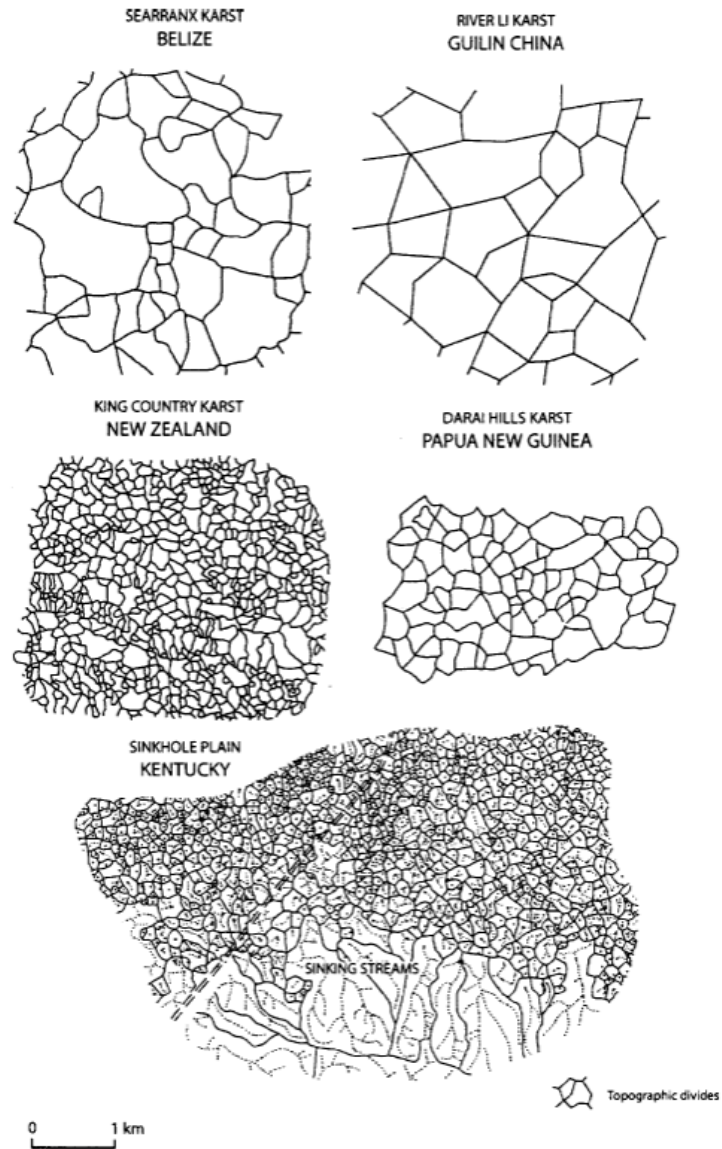 SEARRANX KARST
BELIZE
RIVER LI KARST
GUILIN CHINA
KING COUNTRY KARST
NEW ZEALAND
DARAI HILLS KARST
PAPUA NEW GUINEA
SINKHOLE PLAIN
KENTUCKY
SINKING STREAMS
Topographic divides
0 1 km